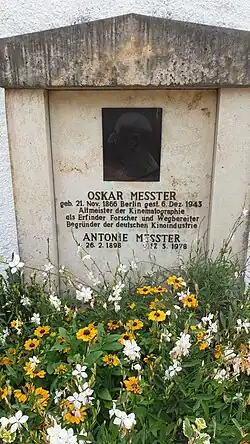 OSKAR MESSTER
geb. 21. Nov. 1866 Berlin gest. 6. Dez. 1943
Altmeister der Kinematographie
als Erfinder Forscher und Wegbereiter
Begründer der deutschen Kinoindustrie
ANTONIE MESSTER
26. 2. 1898 3. 1978